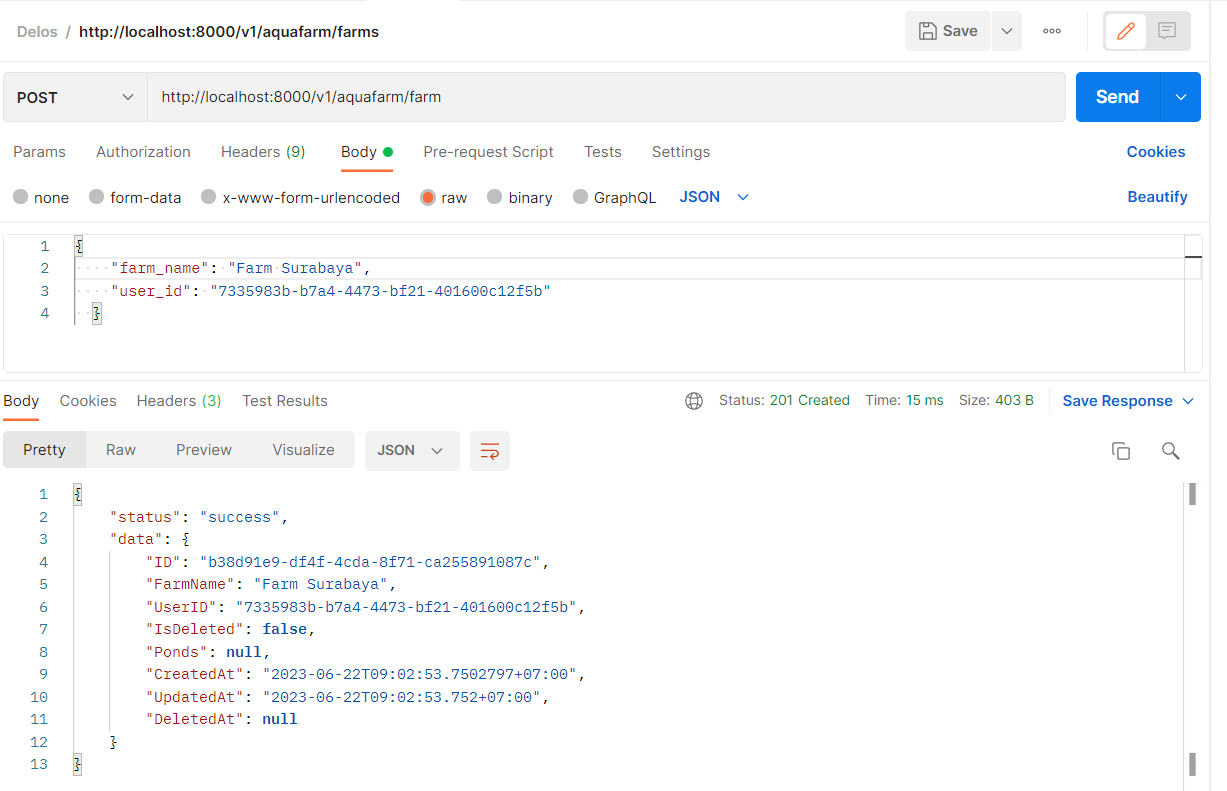 Delos / http://localhost:8000/v1/aquafarm/farms Save
POST http://localhost:8000/v1/aquafarm/farm Send
Params Authorization Headers (9) Body Pre-request Script Tests Settings Cookies
none form-data x-www-form-urlencoded raw binary GraphQL JSON Beautify
1 {
2 "farm_name": "Farm Surabaya",
3 "user_id": "7335983b-b7a4-4473-bf21-401600c12f5b"
4 }
Body Cookies Headers (3) Test Results Status: 201 Created Time: 15 ms Size: 403 B Save Response
Pretty Raw Preview Visualize JSON
1 {
2 "status": "success",
3 "data": {
4 "ID": "b38d91e9-df4f-4cda-8f71-ca255891087c",
5 "FarmName": "Farm Surabaya",
6 "UserID": "7335983b-b7a4-4473-bf21-401600c12f5b",
7 "IsDeleted": false,
8 "Ponds": null,
9 "CreatedAt": "2023-06-22T09:02:53.7502797+07:00",
10 "UpdatedAt": "2023-06-22T09:02:53.752+07:00",
11 "DeletedAt": null
12 }
13 }